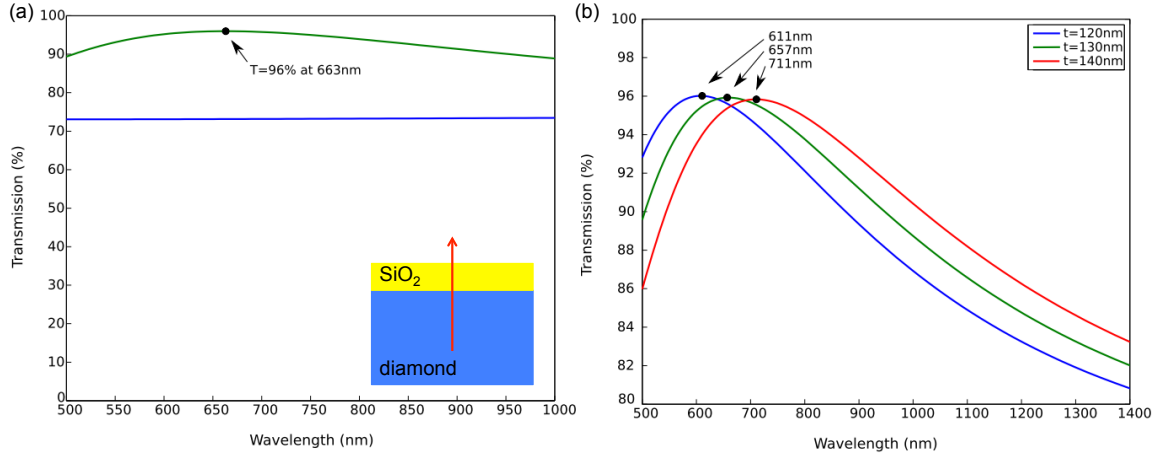 (a)
100
90
80
70
60
50
40
30
20
10
0
Transmission (%)
T=96% at 663nm
SiO2
diamond
500 550 600 650 700 750 800 850 900 950 1000
Wavelength (nm)
(b)
98
96
94
92
90
88
86
84
82
80
Transmission (%)
611nm
657nm
711nm
t=120nm
t=130nm
t=140nm
500 600 700 800 900 1000 1100 1200 1300 1400
Wavelength (nm)